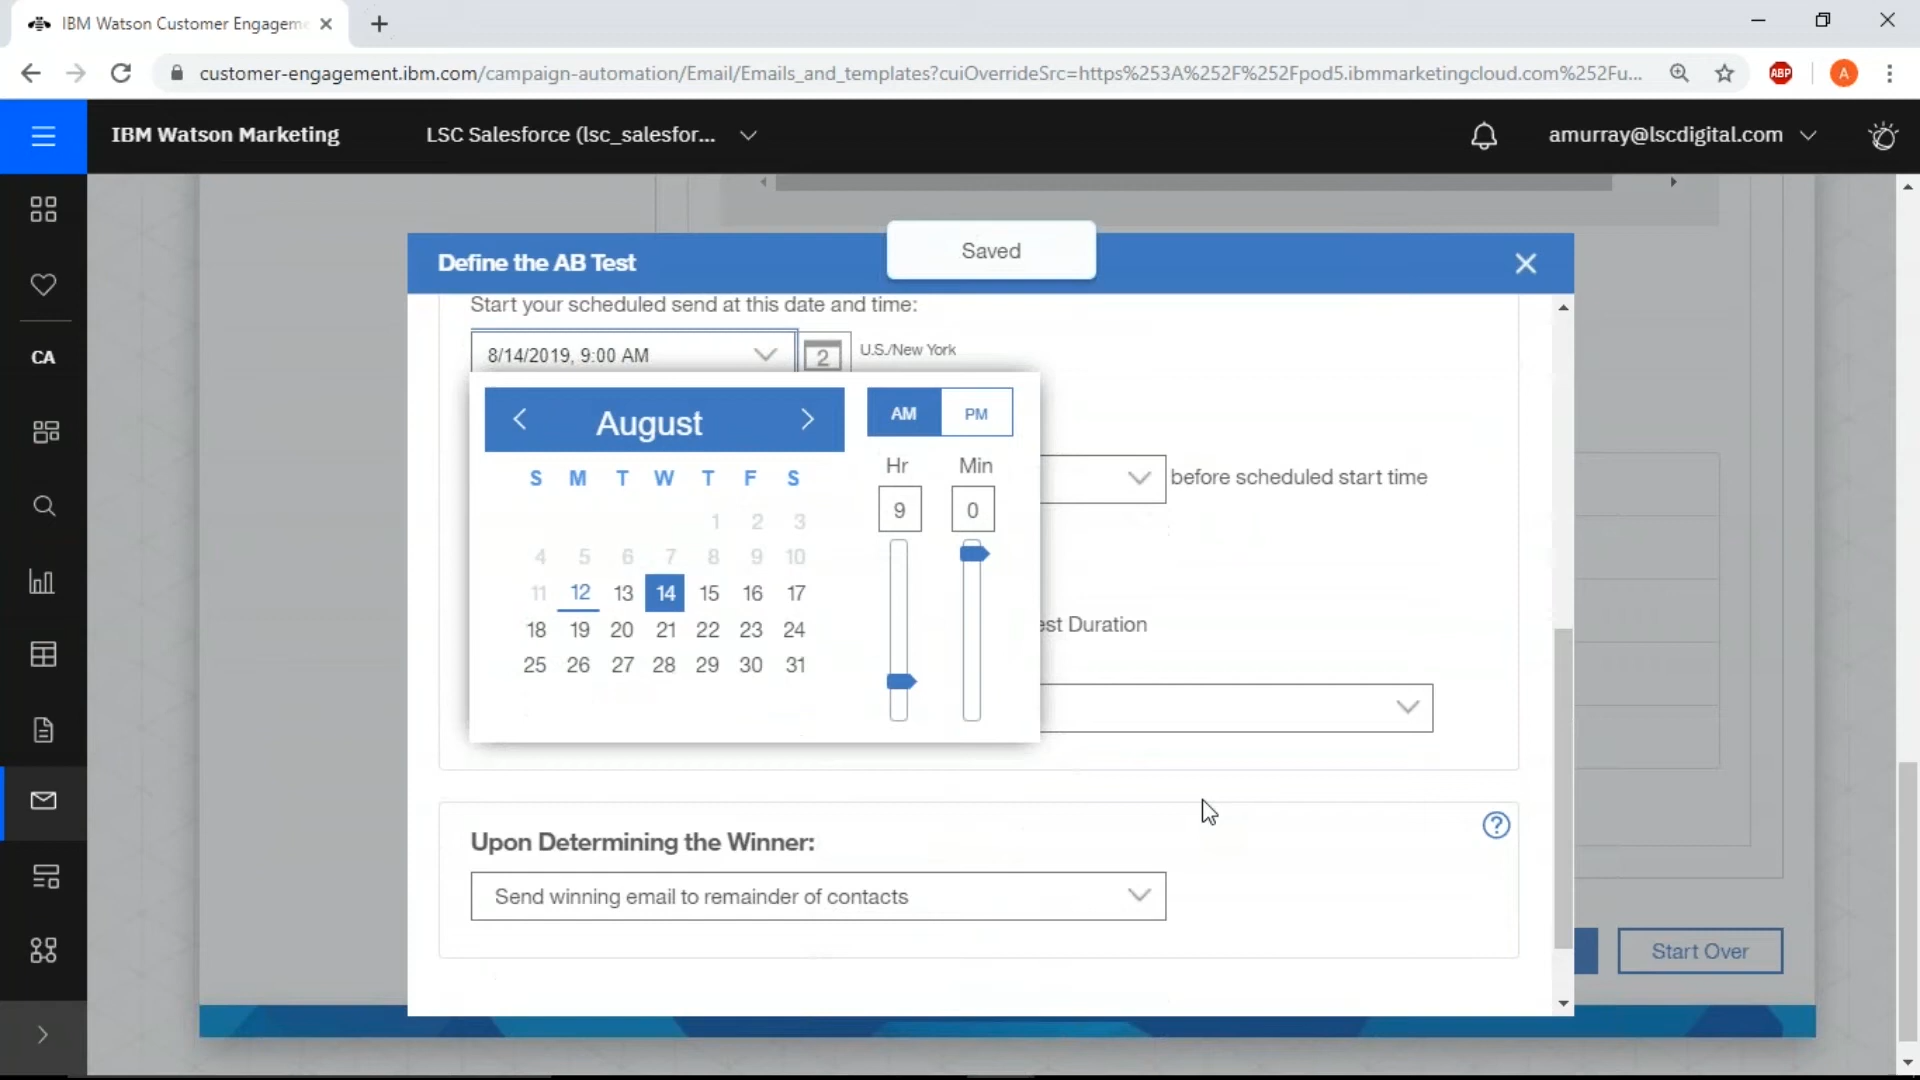 IBM Watson Customer Engageme
customer-engagement.ibm.com/campaign-automation/Email/Emails_and_templates?cuiOverrideSrc=https%253A%252F%252Fpod5.ibmmarketingcloud.com%252Fu...
ABP
A
IBM Watson Marketing
LSC Salesforce (lsc_salesfor...
amurray@lscdigital.com
CA
Define the AB Test
Saved
Start your scheduled send at this date and time:
8/14/2019, 9:00 AM
2
U.S./New York
August
AM PM
S M T W T F S
Hr Min
9 0
before scheduled start time
1 2 3
4 5 6 7 8 9 10
11 12 13 14 15 16 17
18 19 20 21 22 23 24
25 26 27 28 29 30 31
est Duration
Upon Determining the Winner:
?
Send winning email to remainder of contacts
Start Over